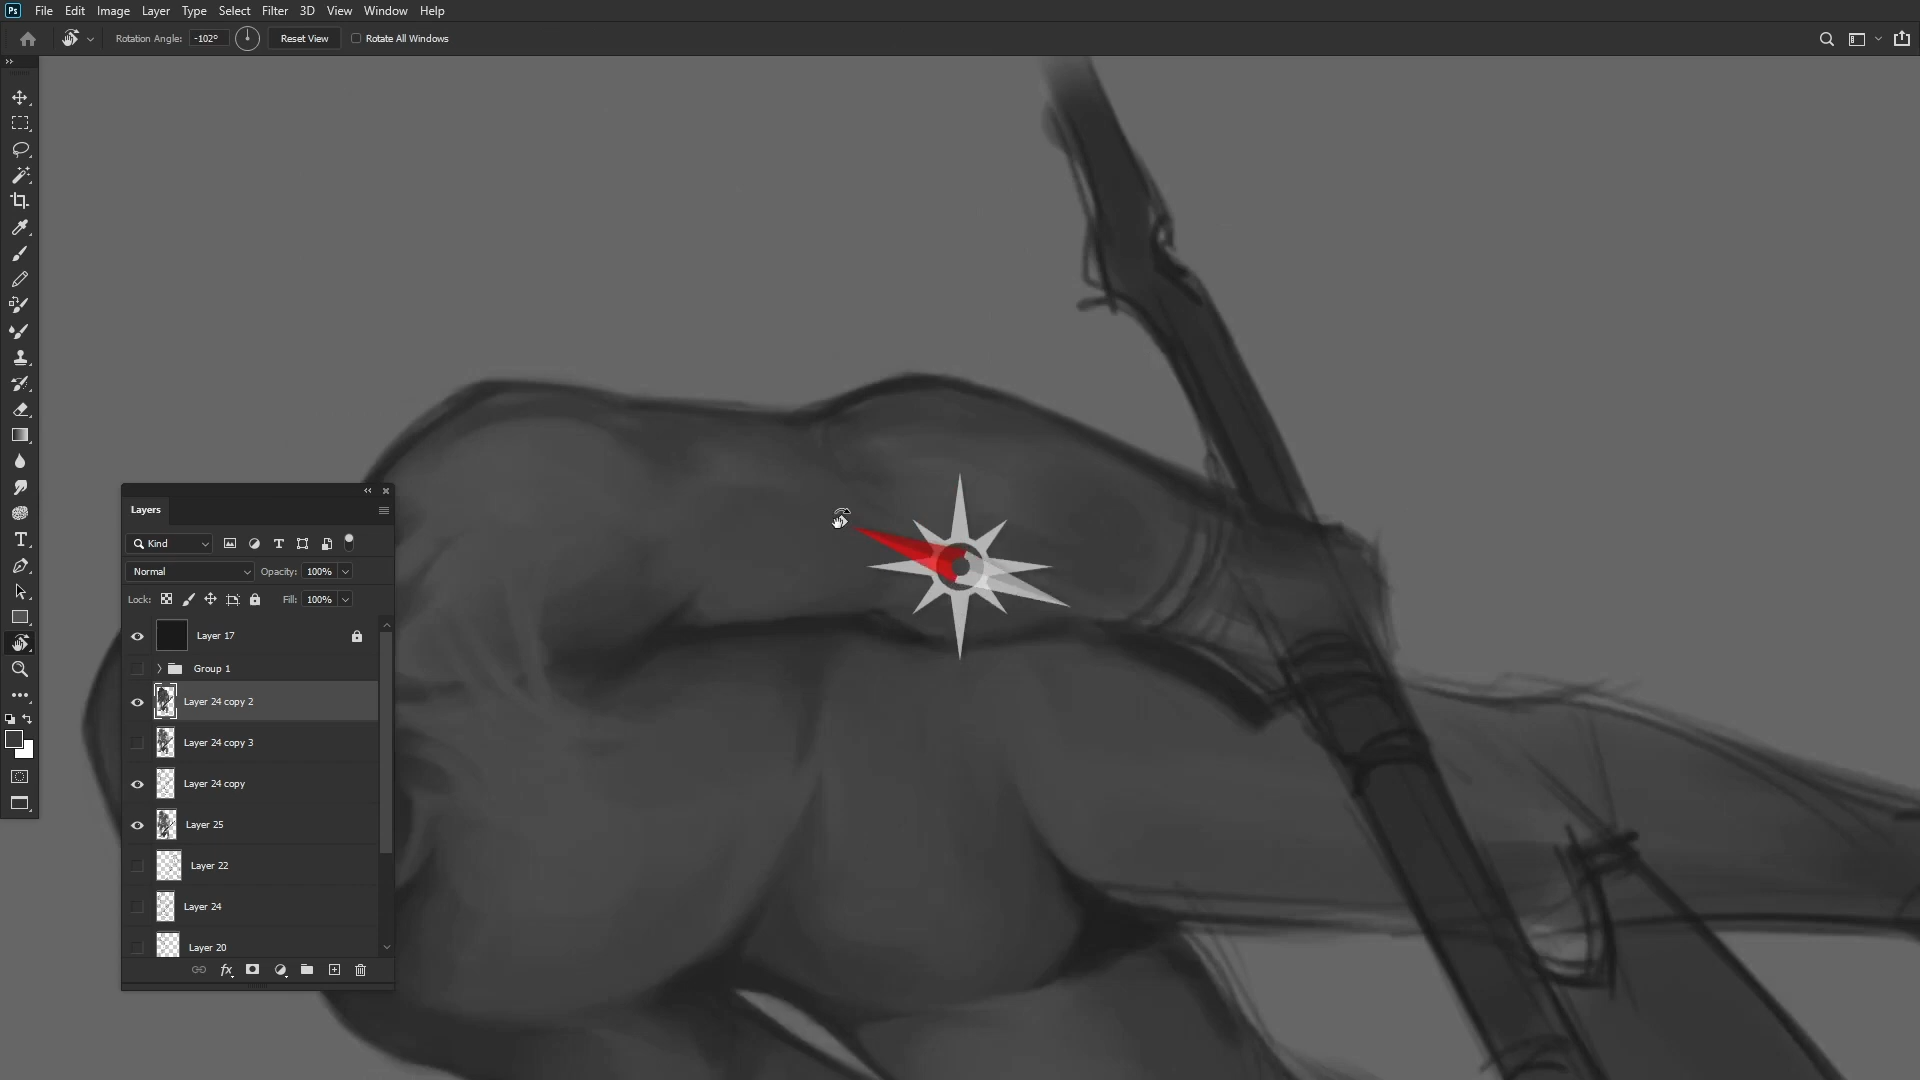 Ps File Edit Image Layer Type Select Filter 3D View Window Help
Rotation Angle: -102° Reset View Rotate All Windows
Layers
Kind
Normal Opacity: 100%
Lock: Fill: 100%
Layer 17
Group 1
Layer 24 copy 2
Layer 24 copy 3
Layer 24 copy
Layer 25
Layer 22
Layer 24
Layer 20
fx